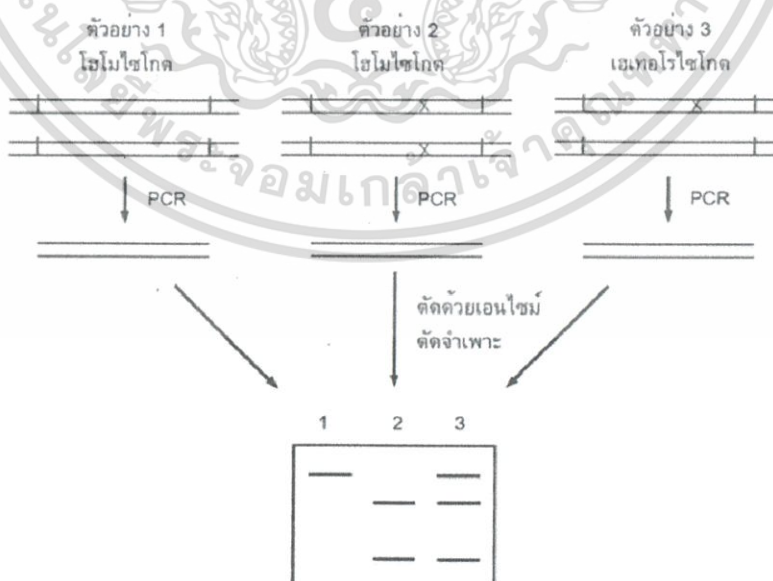 ตัวอย่าง 1
โฮโมไซโกต
ตัวอย่าง 2
โฮโมไซโกต
ตัวอย่าง 3
เฮเทอโรไซโกต
PCR
PCR
PCR
ตัดด้วยเอนไซม์
ตัดจำเพาะ
1 2 3